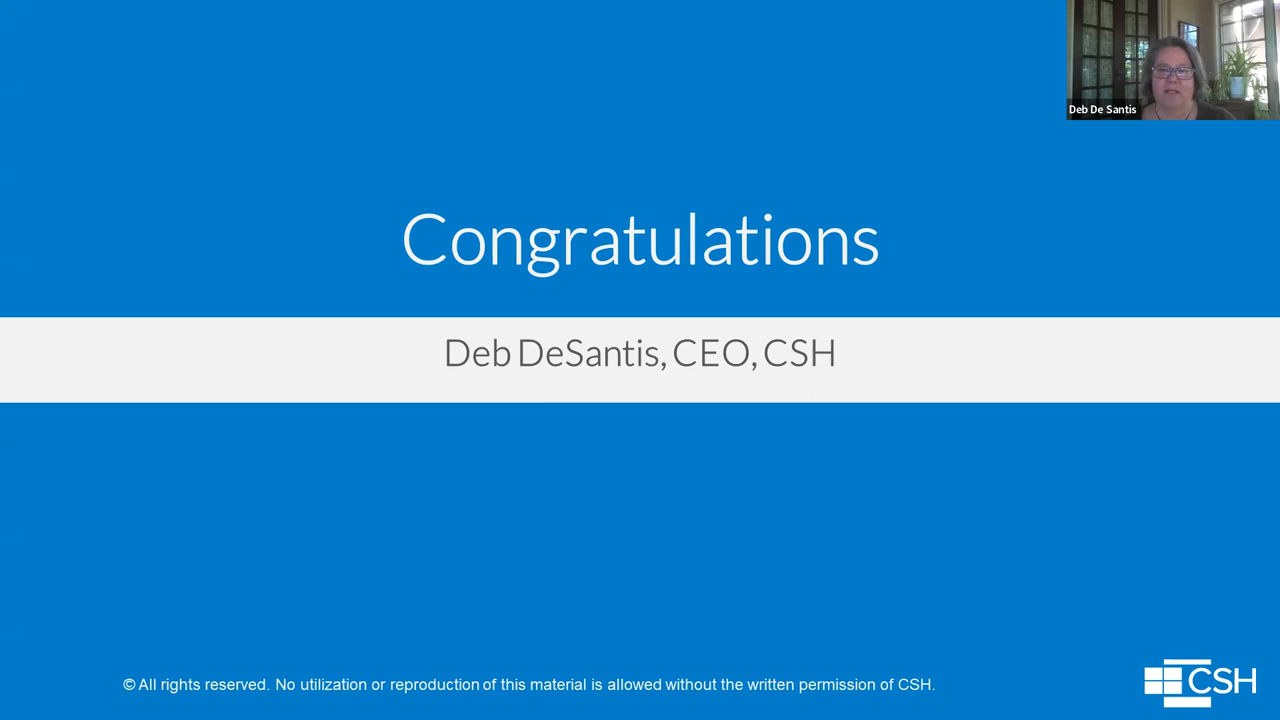 Deb De Santis
Congratulations
Deb DeSantis, CEO, CSH
© All rights reserved. No utilization or reproduction of this material is allowed without the written permission of CSH.
CSH